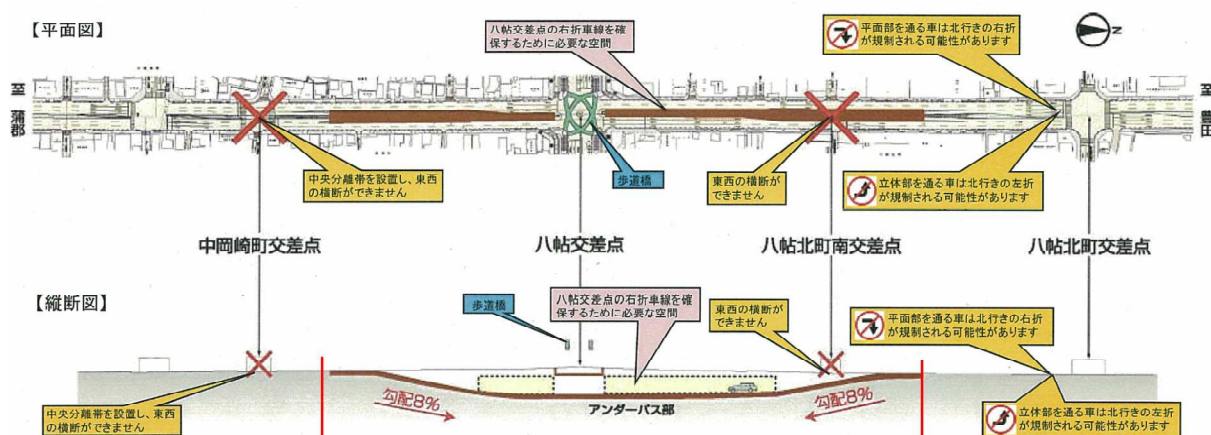 【平面図】
八帖交差点の右折車線を確
保するために必要な空間
平面部を通る車は北行きの右折
が規制される可能性があります
N
至
蒲郡
至
豊田
中央分離帯を設置し、東西
の横断ができません
歩道橋
東西の横断が
できません
立体部を通る車は北行きの左折
が規制される可能性があります
中岡崎町交差点
八帖交差点
八帖北町南交差点
八帖北町交差点
【縦断図】
歩道橋
八帖交差点の右折車線を確
保するために必要な空間
東西の横断が
できません
平面部を通る車は北行きの右折
が規制される可能性があります
中央分離帯を設置し、東西
の横断ができません
勾配8%
アンダーパス部
勾配8%
立体部を通る車は北行きの左折
が規制される可能性があります